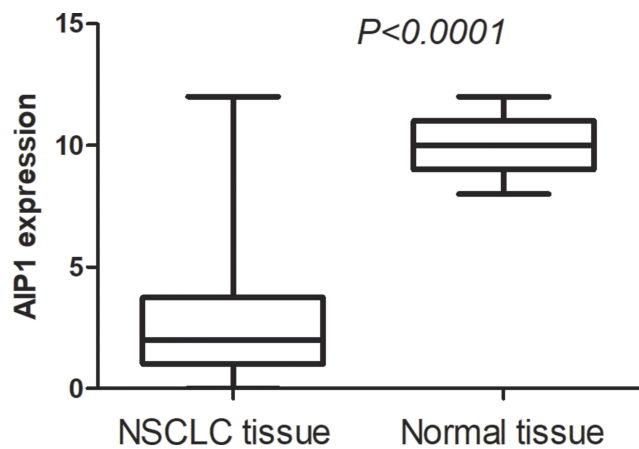 P<0.0001
AIP1 expression
15
10
5
0
NSCLC tissue
Normal tissue